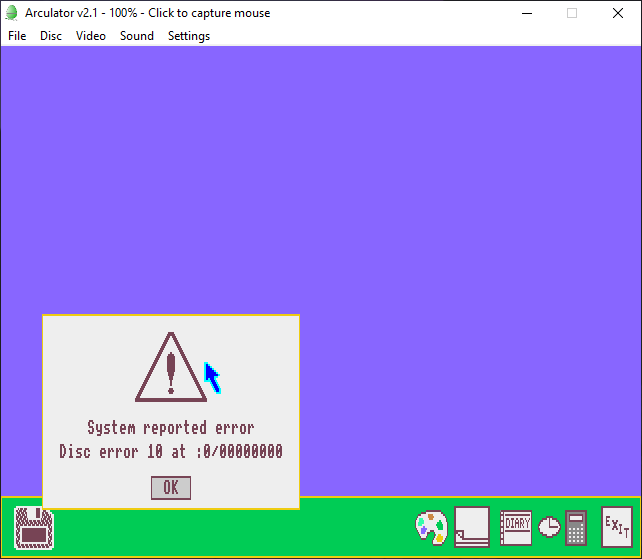 Arculator v2.1 - 100% - Click to capture mouse
File Disc Video Sound Settings
System reported error
Disc error 10 at :0/00000000
OK
DIARY
EXIT